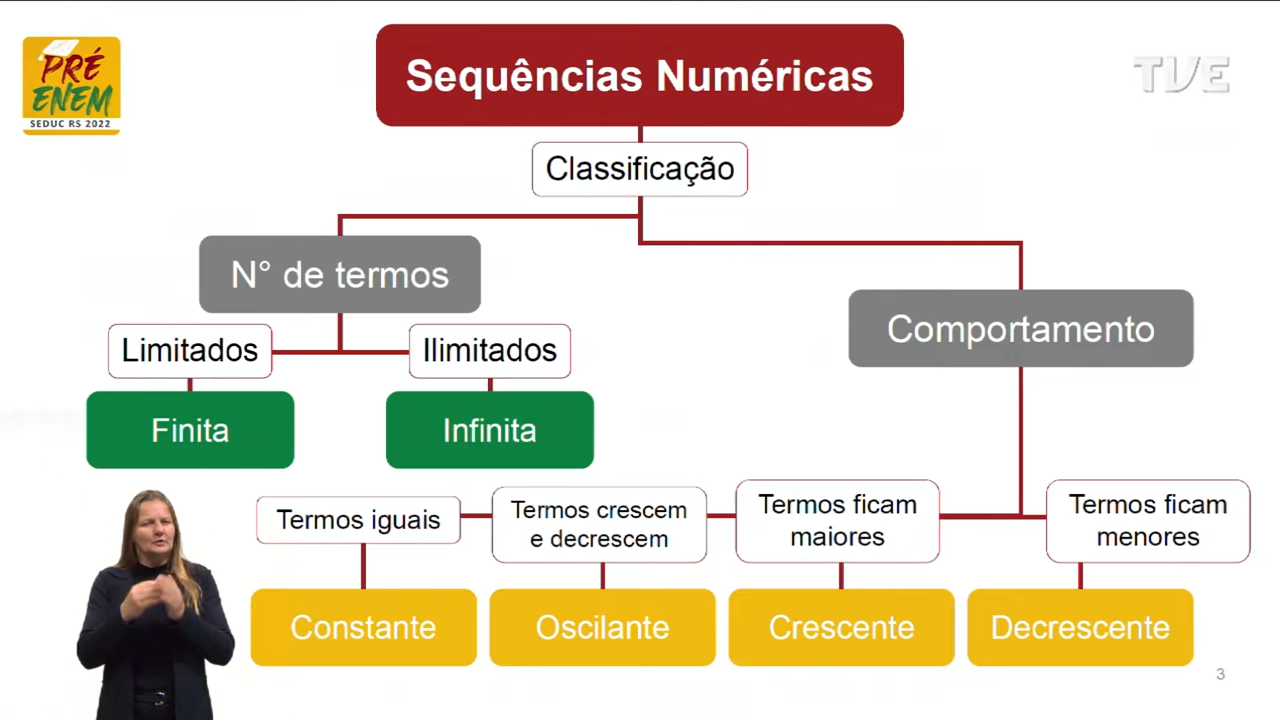 PRÉ
ENEM
SEDUC RS 2022
Sequências Numéricas
TVE
Classificação
N° de termos
Comportamento
Limitados
Ilimitados
Finita
Infinita
Termos iguais
Termos crescem
e decrescem
Termos ficam
maiores
Termos ficam
menores
Constante
Oscilante
Crescente
Decrescente
3